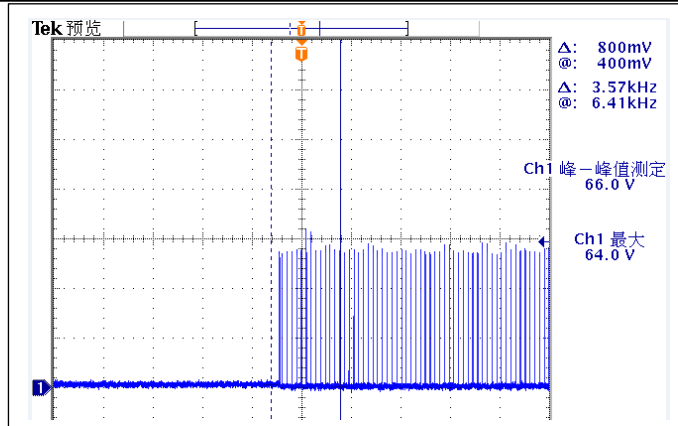 Tek 预览
T
T
Δ: 800mV
@: 400mV
Δ: 3.57kHz
@: 6.41kHz
Ch1 峰－峰值测定
66.0 V
Ch1 最大
64.0 V
1